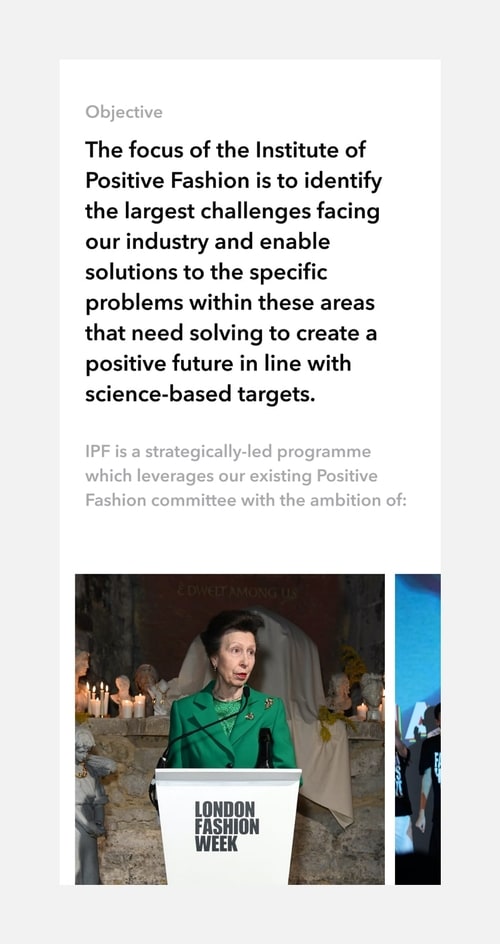 Objective
The focus of the Institute of
Positive Fashion is to identify
the largest challenges facing
our industry and enable
solutions to the specific
problems within these areas
that need solving to create a
positive future in line with
science-based targets.
IPF is a strategically-led programme
which leverages our existing Positive
Fashion committee with the ambition of:
DWELT AMONG US
LONDON
FASHION
WEEK